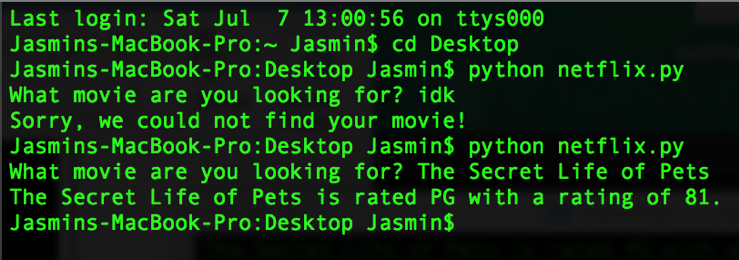 Last login: Sat Jul  7 13:00:56 on ttys000
Jasmins-MacBook-Pro:~ Jasmin$ cd Desktop
Jasmins-MacBook-Pro:Desktop Jasmin$ python netflix.py
What movie are you looking for? idk
Sorry, we could not find your movie!
Jasmins-MacBook-Pro:Desktop Jasmin$ python netflix.py
What movie are you looking for? The Secret Life of Pets
The Secret Life of Pets is rated PG with a rating of 81.
Jasmins-MacBook-Pro:Desktop Jasmin$